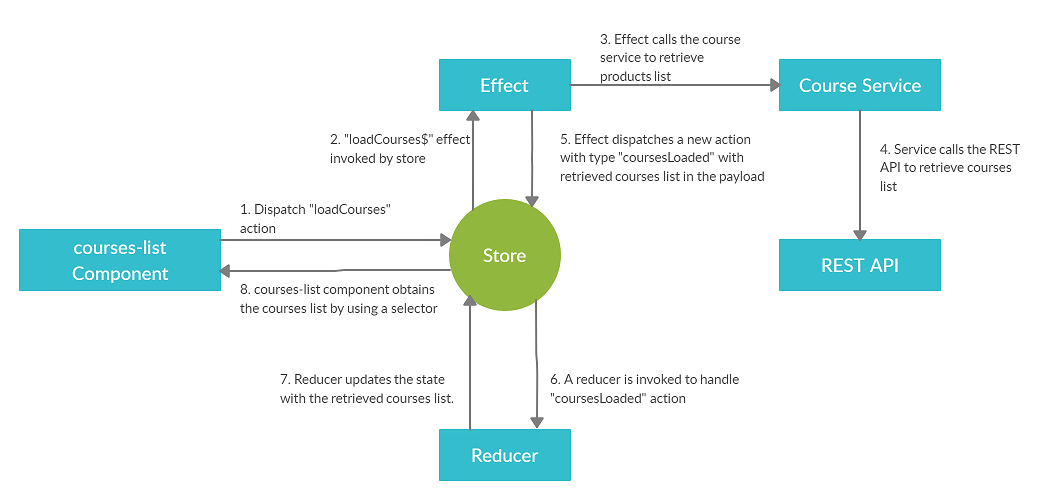 3. Effect calls the course
service to retrieve
products list
Effect
Course Service
2. "loadCourses$" effect
invoked by store
5. Effect dispatches a new action
with type "coursesLoaded" with
retrieved courses list in the payload
4. Service calls the REST
API to retrieve courses
list
1. Dispatch "loadCourses"
action
courses-list
Component
Store
REST API
8. courses-list component obtains
the courses list by using a selector
7. Reducer updates the state
with the retrieved courses list.
6. A reducer is invoked to handle
"coursesLoaded" action
Reducer